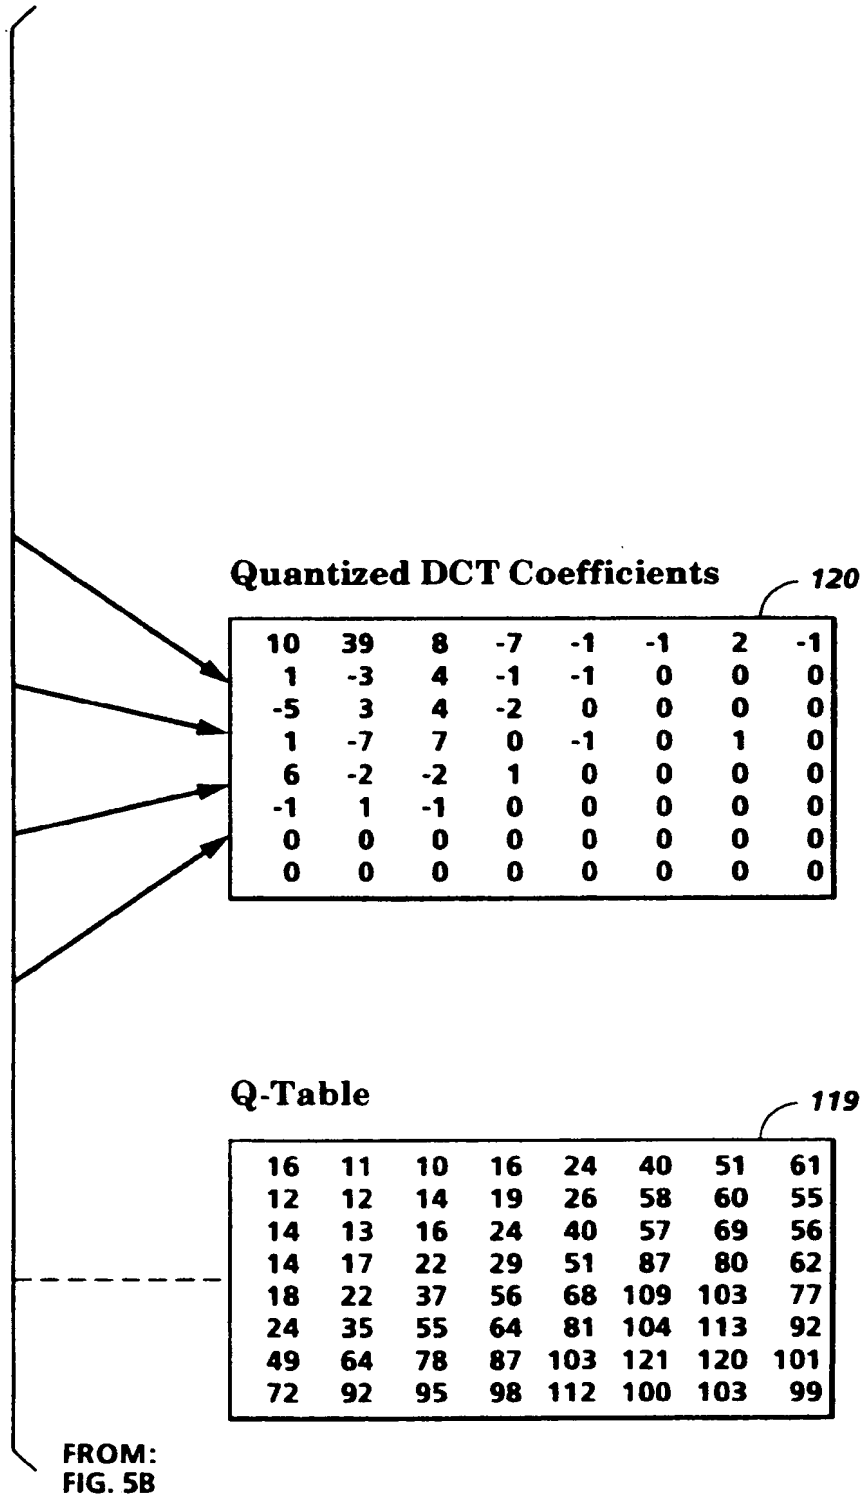 Quantized DCT Coefficients
120
10 39 8 -7 -1 -1 2 -1
1 -3 4 -1 -1 0 0 0
-5 3 4 -2 0 0 0 0
1 -7 7 0 -1 0 1 0
6 -2 -2 1 0 0 0 0
-1 1 -1 0 0 0 0 0
0 0 0 0 0 0 0 0
0 0 0 0 0 0 0 0
Q-Table
119
16 11 10 16 24 40 51 61
12 12 14 19 26 58 60 55
14 13 16 24 40 57 69 56
14 17 22 29 51 87 80 62
18 22 37 56 68 109 103 77
24 35 55 64 81 104 113 92
49 64 78 87 103 121 120 101
72 92 95 98 112 100 103 99
FROM:
FIG. 5B